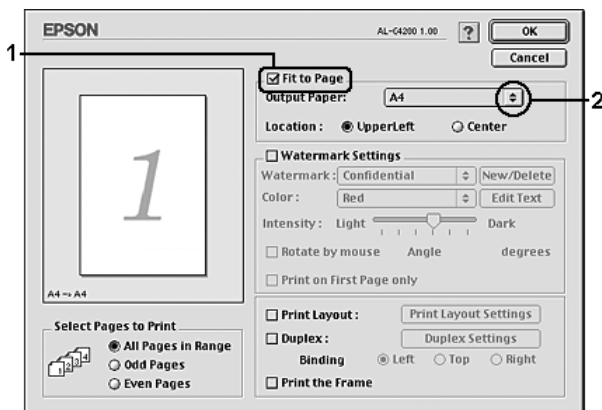 EPSON
AL-C4200 1.00
?
OK
Cancel
1
Fit to Page
Output Paper: A4
2
Location: UpperLeft Center
1
A4→A4
Watermark Settings
Watermark: Confidential New/Delete
Color: Red Edit Text
Intensity: Light Dark
Rotate by mouse Angle degrees
Print on First Page only
Select Pages to Print
1 2 3 4
All Pages in Range
Odd Pages
Even Pages
Print Layout: Print Layout Settings
Duplex: Duplex Settings
Binding Left Top Right
Print the Frame